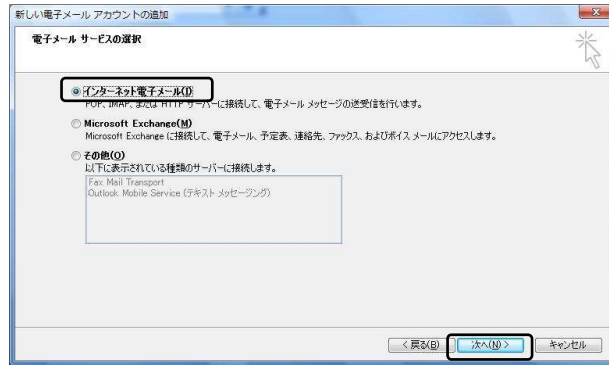 新しい電子メール アカウントの追加
電子メール サービスの選択
インターネット電子メール(I)
POP、IMAP、または HTTP サーバーに接続して、電子メール メッセージの送受信を行います。
Microsoft Exchange(M)
Microsoft Exchange に接続して、電子メール、予定表、連絡先、ファックス、およびボイス メールにアクセスします。
その他(O)
以下に表示されている種類のサーバーに接続します。
Fax Mail Transport
Outlook Mobile Service (テキスト メッセージング)
< 戻る(B) 次へ(N) > キャンセル